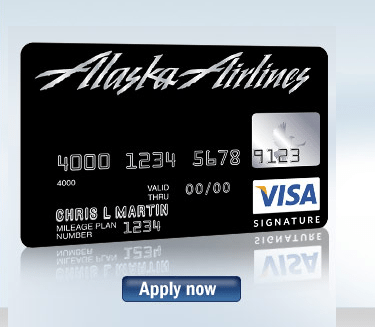 Alaska Airlines
4000 1234 5678 9123
4000
VALID THRU 00/00
CHRIS L MARTIN
MILEAGE PLAN NUMBER 1234
VISA
SIGNATURE
Apply now